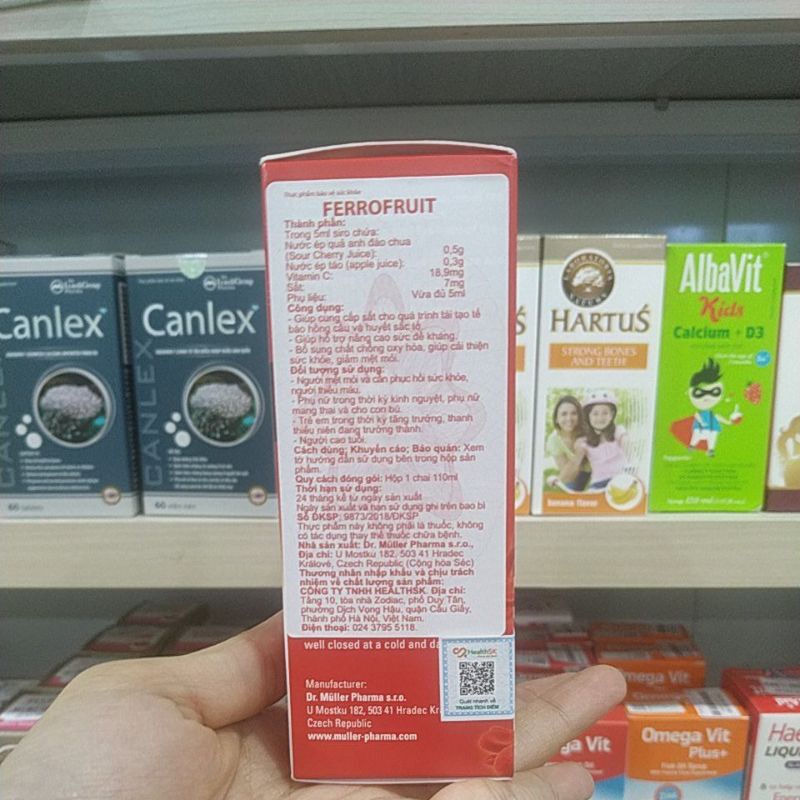 Thực phẩm bảo vệ sức khỏe
FERROFRUIT
Thành phần:
Trong 5ml siro chứa:
Nước ép quả anh đào chua
(Sour Cherry Juice): 0,5g
Nước ép táo (apple juice): 0,3g
Vitamin C: 18,9mg
Sắt: 7mg
Phụ liệu: Vừa đủ 5ml
Công dụng:
- Giúp cung cấp sắt cho quá trình tái tạo tế
bào hồng cầu và huyết sắc tố.
- Giúp hỗ trợ nâng cao sức đề kháng.
- Bổ sung chất chống oxy hóa, giúp cải thiện
sức khỏe, giảm mệt mỏi.
Đối tượng sử dụng:
- Người mệt mỏi và cần phục hồi sức khỏe,
người thiếu máu.
- Phụ nữ trong thời kỳ kinh nguyệt, phụ nữ
mang thai và cho con bú.
- Trẻ em trong thời kỳ tăng trưởng, thanh
thiếu niên đang trưởng thành.
- Người cao tuổi.
Cách dùng; Khuyến cáo; Bảo quản: Xem
tờ hướng dẫn sử dụng bên trong hộp sản
phẩm.
Quy cách đóng gói: Hộp 1 chai 110ml
Thời hạn sử dụng:
24 tháng kể từ ngày sản xuất
Ngày sản xuất và hạn sử dụng ghi trên bao bì
Số ĐKSP: 9873/2018/ĐKSP
Thực phẩm này không phải là thuốc, không
có tác dụng thay thế thuốc chữa bệnh.
Nhà sản xuất: Dr. Müller Pharma s.r.o.,
Địa chỉ: U Mostku 182, 503 41 Hradec
Králové, Czech Republic (Cộng hòa Séc)
Thương nhân nhập khẩu và chịu trách
nhiệm về chất lượng sản phẩm:
CÔNG TY TNHH HEALTHSK. Địa chỉ:
Tầng 10, tòa nhà Zodiac, phố Duy Tân,
phường Dịch Vọng Hậu, quận Cầu Giấy,
Thành phố Hà Nội, Việt Nam.
Điện thoại: 024 3795 5118.
well closed at a cold and
HealthSK
Quét nhanh về
TRANG TÍCH ĐIỂM
Manufacturer:
Dr. Müller Pharma s.r.o.
U Mostku 182, 503 41 Hradec
Czech Republic
www.muller-pharma.com
Canlex
CANLEX
60
Canlex
CANLEX
60
HARTUŚ
STRONG BONES
AND TEETH
banana flavor
AlbaVit
Kids
Calcium + D3
Vit
Omega Vit
Omega Vit
Plus+
LIQU